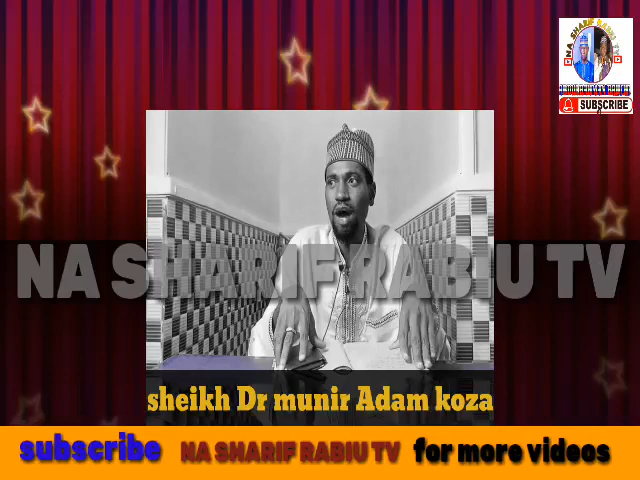 NA SHARIF RABIU TV
SUBSCRIBE
NA SHARIF RABIU TV
sheikh Dr munir Adam koza
subscribe NA SHARIF RABIU TV for more videos